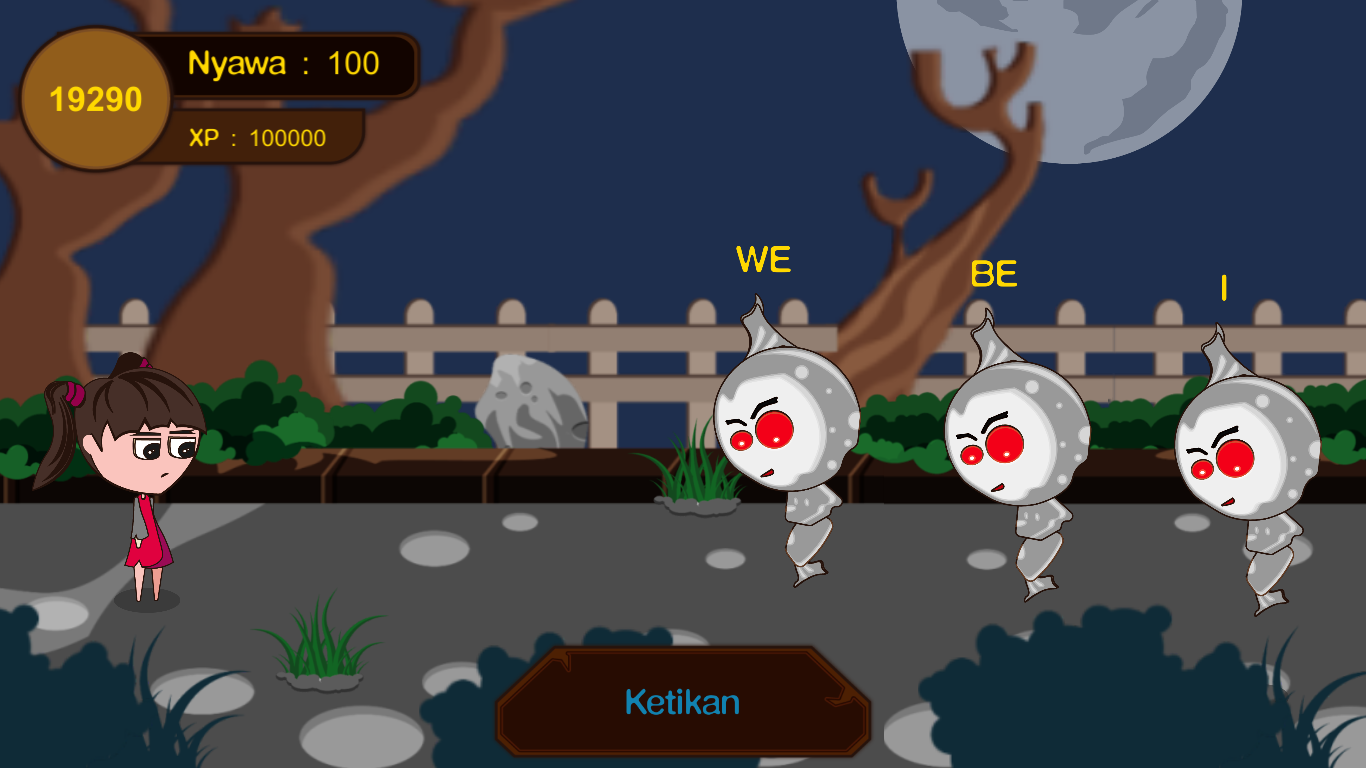 19290
Nyawa : 100
XP : 100000
WE
BE
I
Ketikan